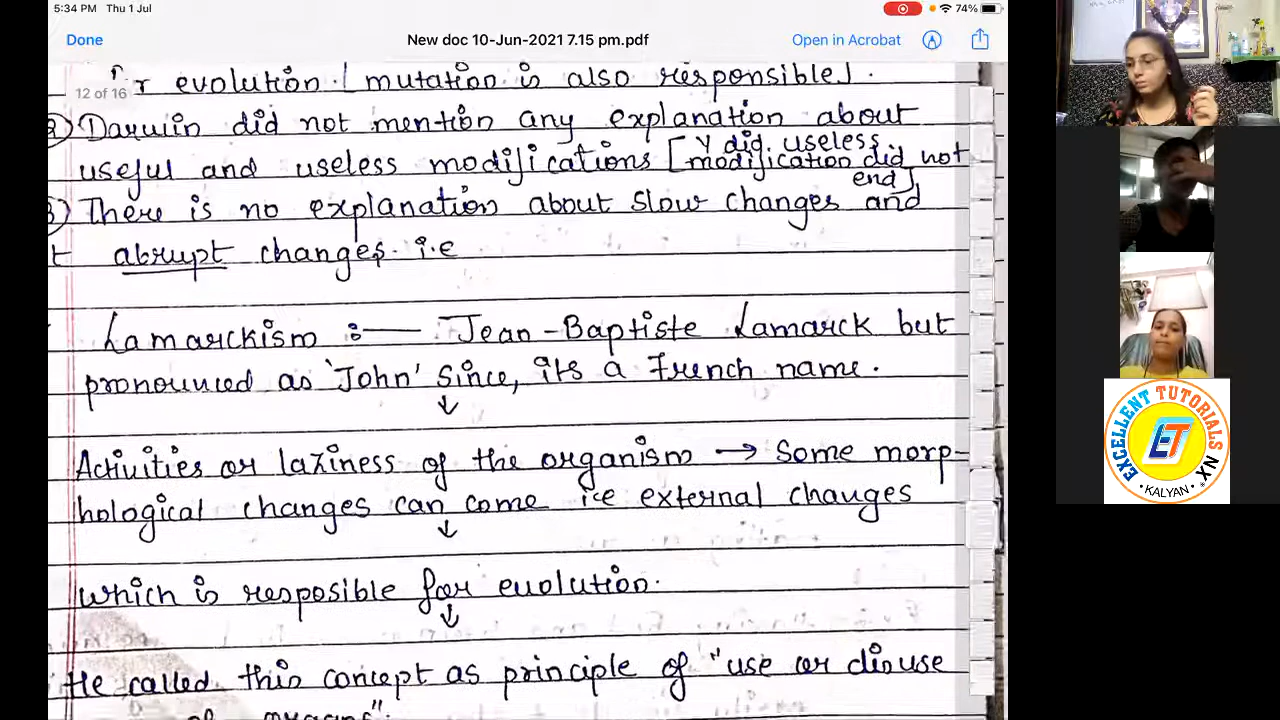 5:34 PM Thu 1 Jul
74%
Done
New doc 10-Jun-2021 7.15 pm.pdf
Open in Acrobat
12 of 16
r evolution. [mutation is also responsible].
2) Darwin did not mention any explanation about
useful and useless modifications [Y did useless modification did not end]
3) There is no explanation about slow changes and
abrupt changes. i.e
Lamarckism :— Jean-Baptiste Lamarck but
pronounced as 'John' Since, its a French name.
↓
Activities or laziness of the organism → Some morp-
hological changes can come i.e external changes
↓
which is resposible for evolution.
↓
He called this concept as principle of "use or disuse
EXCELLENT TUTORIALS NX
ET
KALYAN